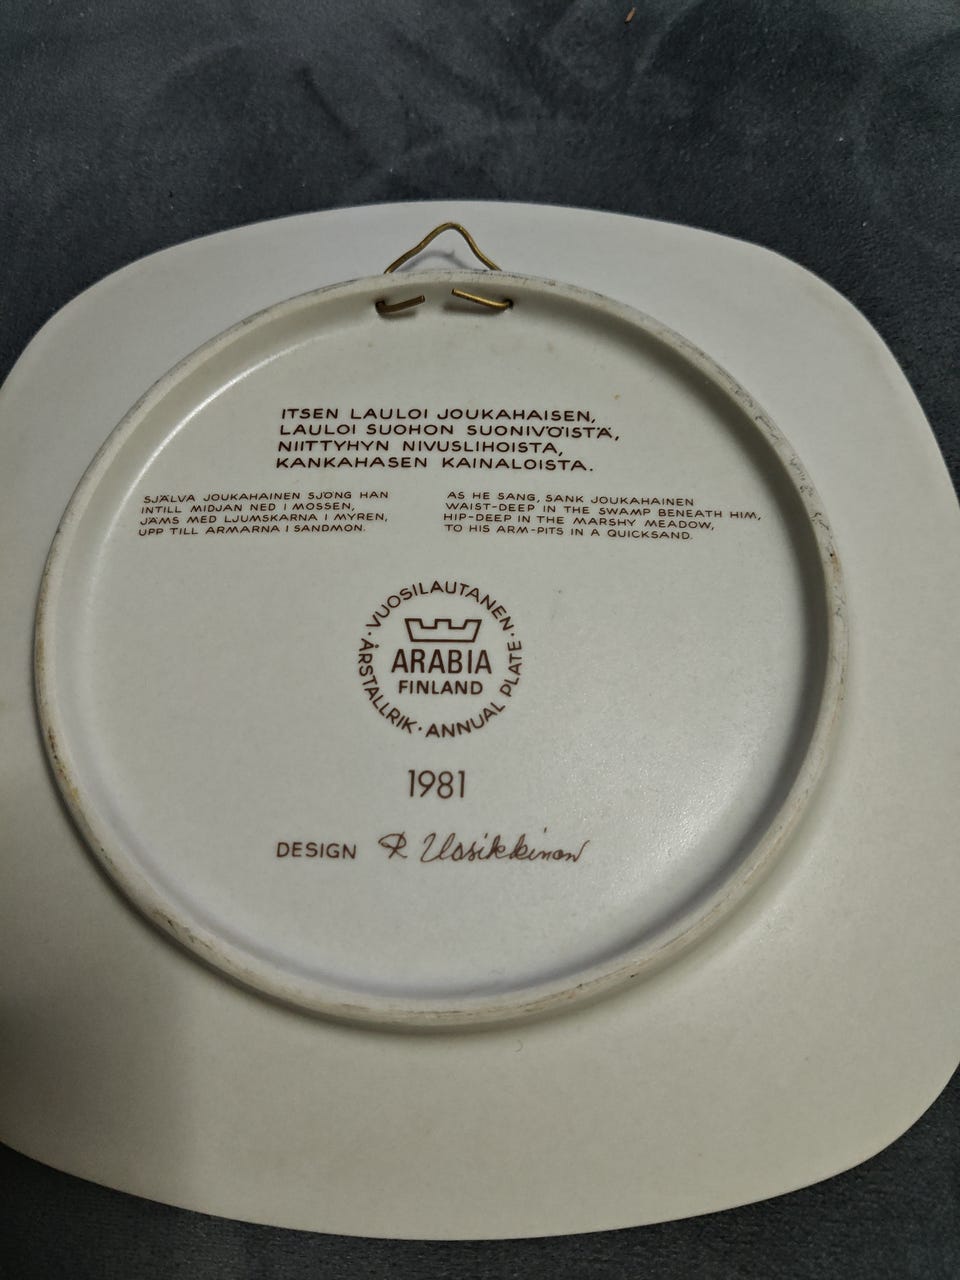 ITSEN LAULOI JOUKAHAISEN,
LAULOI SUOHON SUONIVÖISTÄ,
NIITTYHYN NIVUSLIHOISTA,
KANKAHASEN KAINALOISTA.
SJÄLVA JOUKAHAINEN SJÖNG HAN
INTILL MIDJAN NED I MOSSEN,
JÄMS MED LJUMSKARNA I MYREN,
UPP TILL ARMARNA I SANDMON.
AS HE SANG, SANK JOUKAHAINEN
WAIST-DEEP IN THE SWAMP BENEATH HIM,
HIP-DEEP IN THE MARSHY MEADOW,
TO HIS ARM-PITS IN A QUICKSAND.
· VUOSILAUTANEN ·
ANNUAL PLATE ·
ÅRSTALLRIK
ARABIA
FINLAND
1981
DESIGN R Uosikkinen